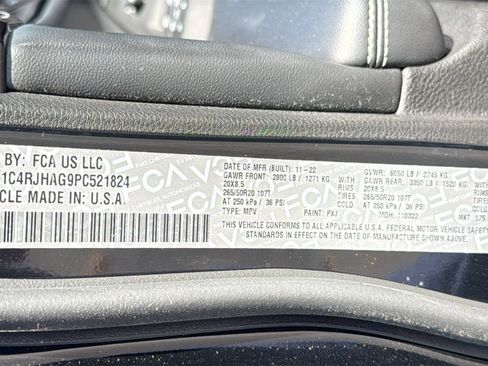 BY: FCA US LLC
1C4RJHAG9PC521824
CLE MADE IN: U.S.A.
DATE OF MFR (BUILT): 11-22 GVWR: 6050 LB / 2745 KG
GAWR FRONT: 2800 LB / 1271 KG WITH GAWR REAR: 3350 LB / 1520 KG WITH
20X8.5 RIMS 20X8.5 RIMS
265/50R20 107T TIRES 265/50R20 107T TIRES
AT 250 kPa / 36 PSI COLD AT 250 kPa / 36 PSI COLD
TYPE: MPV PAINT: PXJ MDH: 110322
THIS VEHICLE CONFORMS TO ALL APPLICABLE U.S.A. FEDERAL MOTOR VEHICLE SAFETY
STANDARDS IN EFFECT ON THE DATE OF MANUFACTURE SHOWN ABOVE.